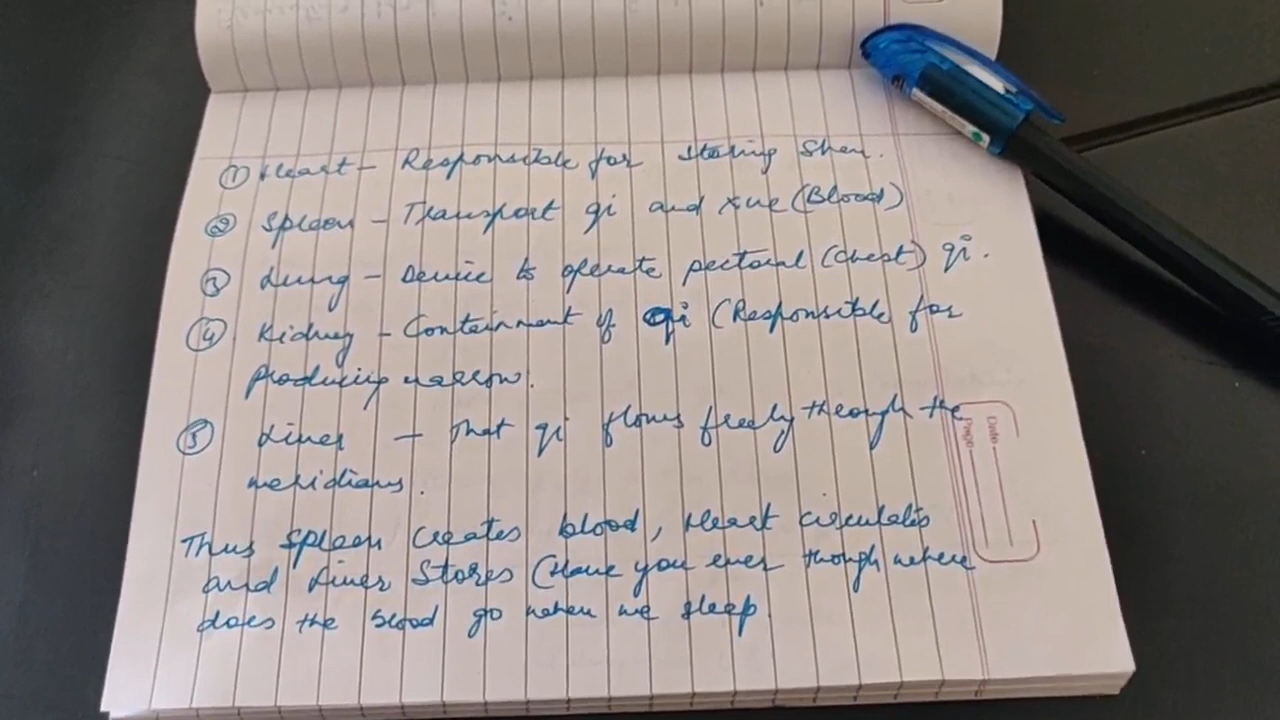 ① Heart - Responsible for storing Shen.
② Spleen - Transport qi and xue (Blood)
③ Lung - Device to operate pectoral (chest) qi.
④ Kidney - Containment of qi (Responsible for
producing marrow.
⑤ Liver - That qi flows freely through the
meridians.
Thus spleen creates blood, Heart circulates
and Liver Stores (Have you ever though where
does the blood go when we sleep
Date
Page